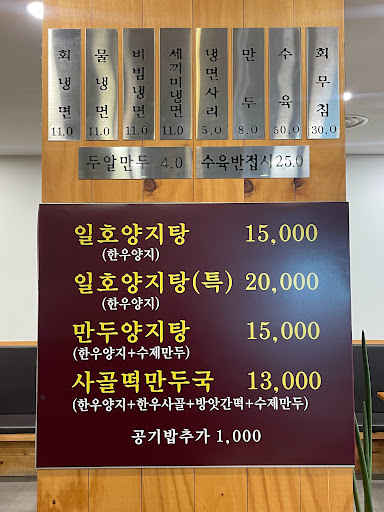 회냉면 11.0
물냉면 11.0
비빔냉면 11.0
세끼미냉면 11.0
냉면사리 5.0
만두 8.0
수육 50.0
회무침 30.0
두알만두 4.0
수육반접시 25.0
일호양지탕 15,000
(한우양지)
일호양지탕(특) 20,000
(한우양지)
만두양지탕 15,000
(한우양지+수제만두)
사골떡만두국 13,000
(한우양지+한우사골+방앗간떡+수제만두)
공기밥추가 1,000